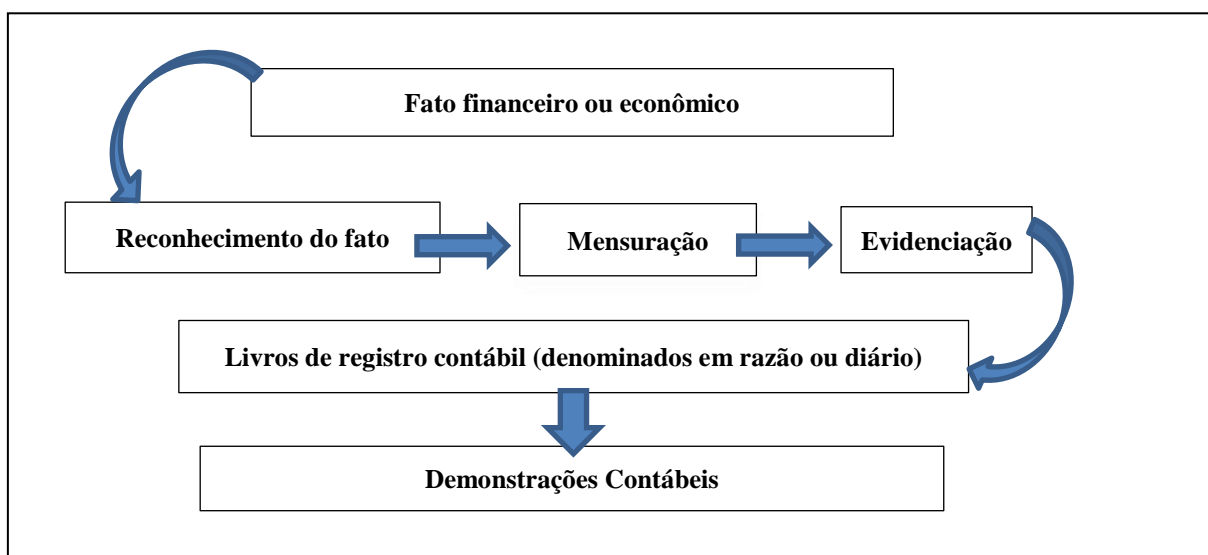 Fato financeiro ou econômico
Reconhecimento do fato
Mensuração
Evidenciação
Livros de registro contábil (denominados em razão ou diário)
Demonstrações Contábeis